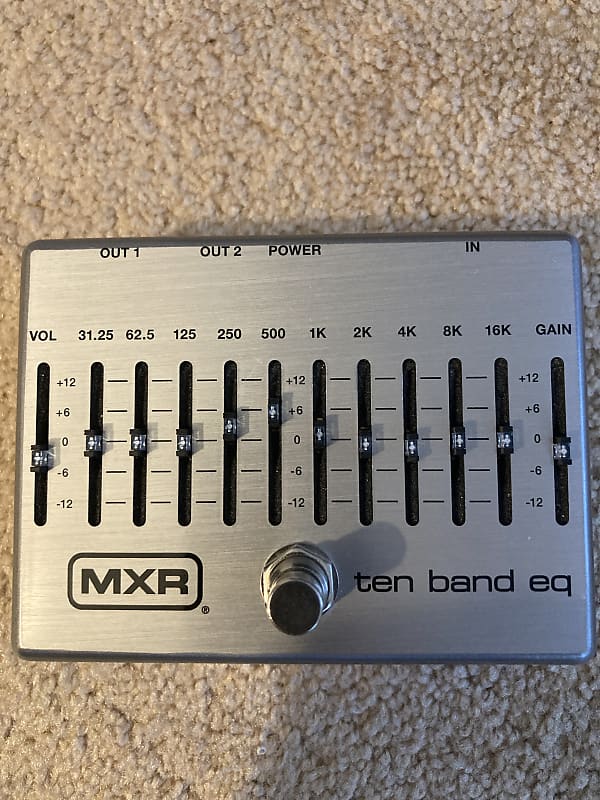 OUT 1 OUT 2 POWER IN
VOL 31.25 62.5 125 250 500 1K 2K 4K 8K 16K GAIN
+12 +12 +12
+6 +6 +6
0 0 0
-6 -6 -6
-12 -12 -12
MXR® ten band eq